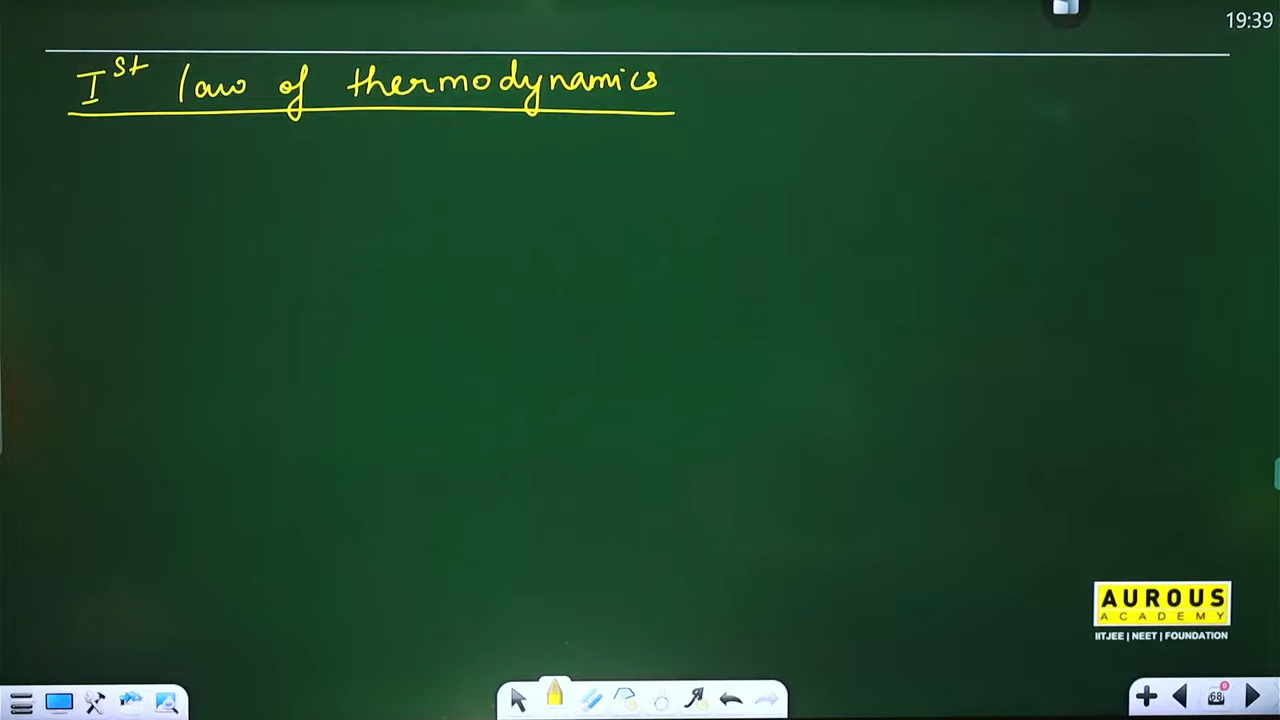 19:39
Ist law of thermodynamics
AUROUS
ACADEMY
IITJEE | NEET | FOUNDATION
68